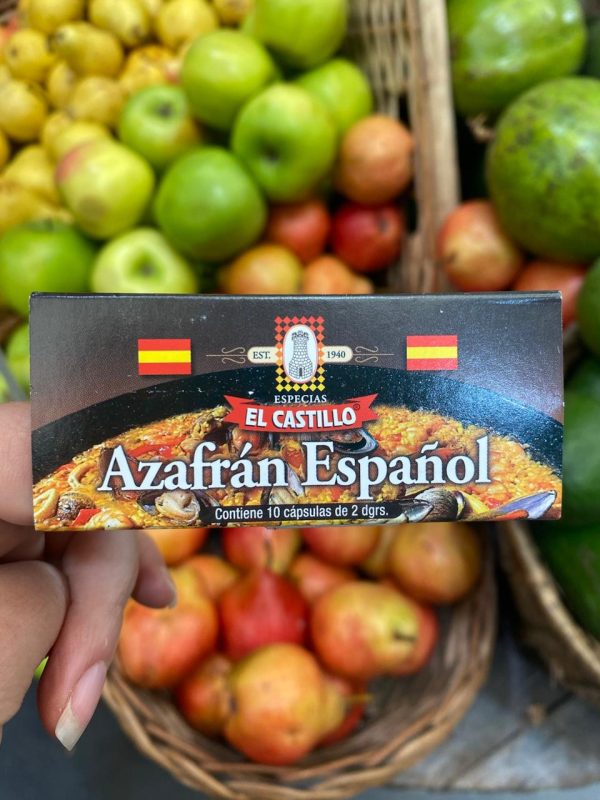 EST. 1940
ESPECIAS
EL CASTILLO®
Azafrán Español
Contiene 10 cápsulas de 2 dgrs.